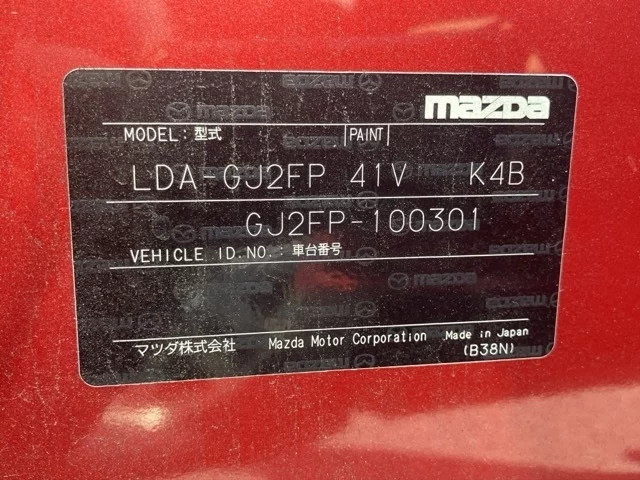 mazda
MODEL: 型式 PAINT
LDA-GJ2FP 41V K4B
GJ2FP-100301
VEHICLE ID.NO.: 車台番号
マツダ株式会社 Mazda Motor Corporation Made in Japan
(B38N)